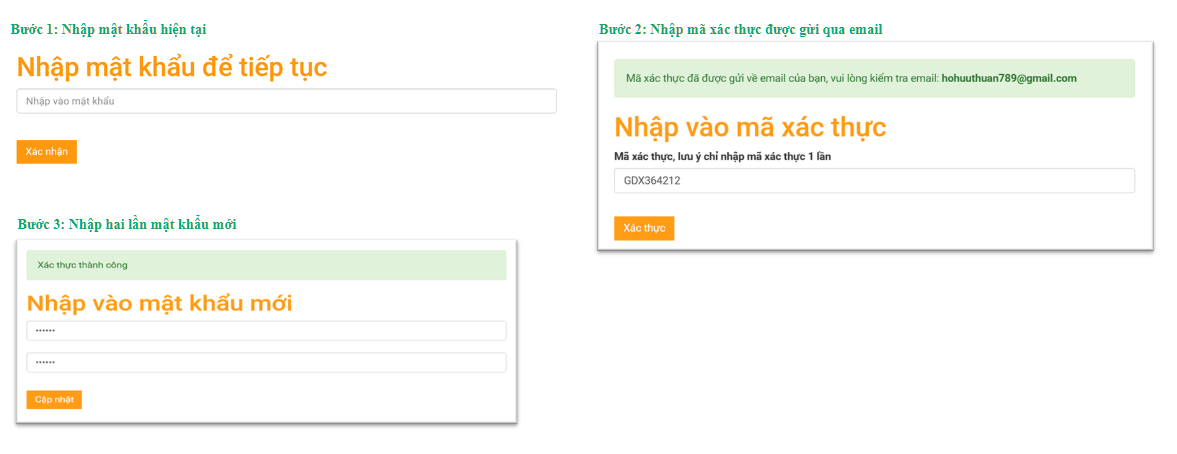 Bước 1: Nhập mật khẩu hiện tại
Nhập mật khẩu để tiếp tục
Nhập vào mật khẩu
Xác nhận
Bước 2: Nhập mã xác thực được gửi qua email
Mã xác thực đã được gửi về email của bạn, vui lòng kiểm tra email: hohuuthuan789@gmail.com
Nhập vào mã xác thực
Mã xác thực, lưu ý chỉ nhập mã xác thực 1 lần
GDX364212
Xác thực
Bước 3: Nhập hai lần mật khẩu mới
Xác thực thành công
Nhập vào mật khẩu mới
••••••
••••••
Cập nhật